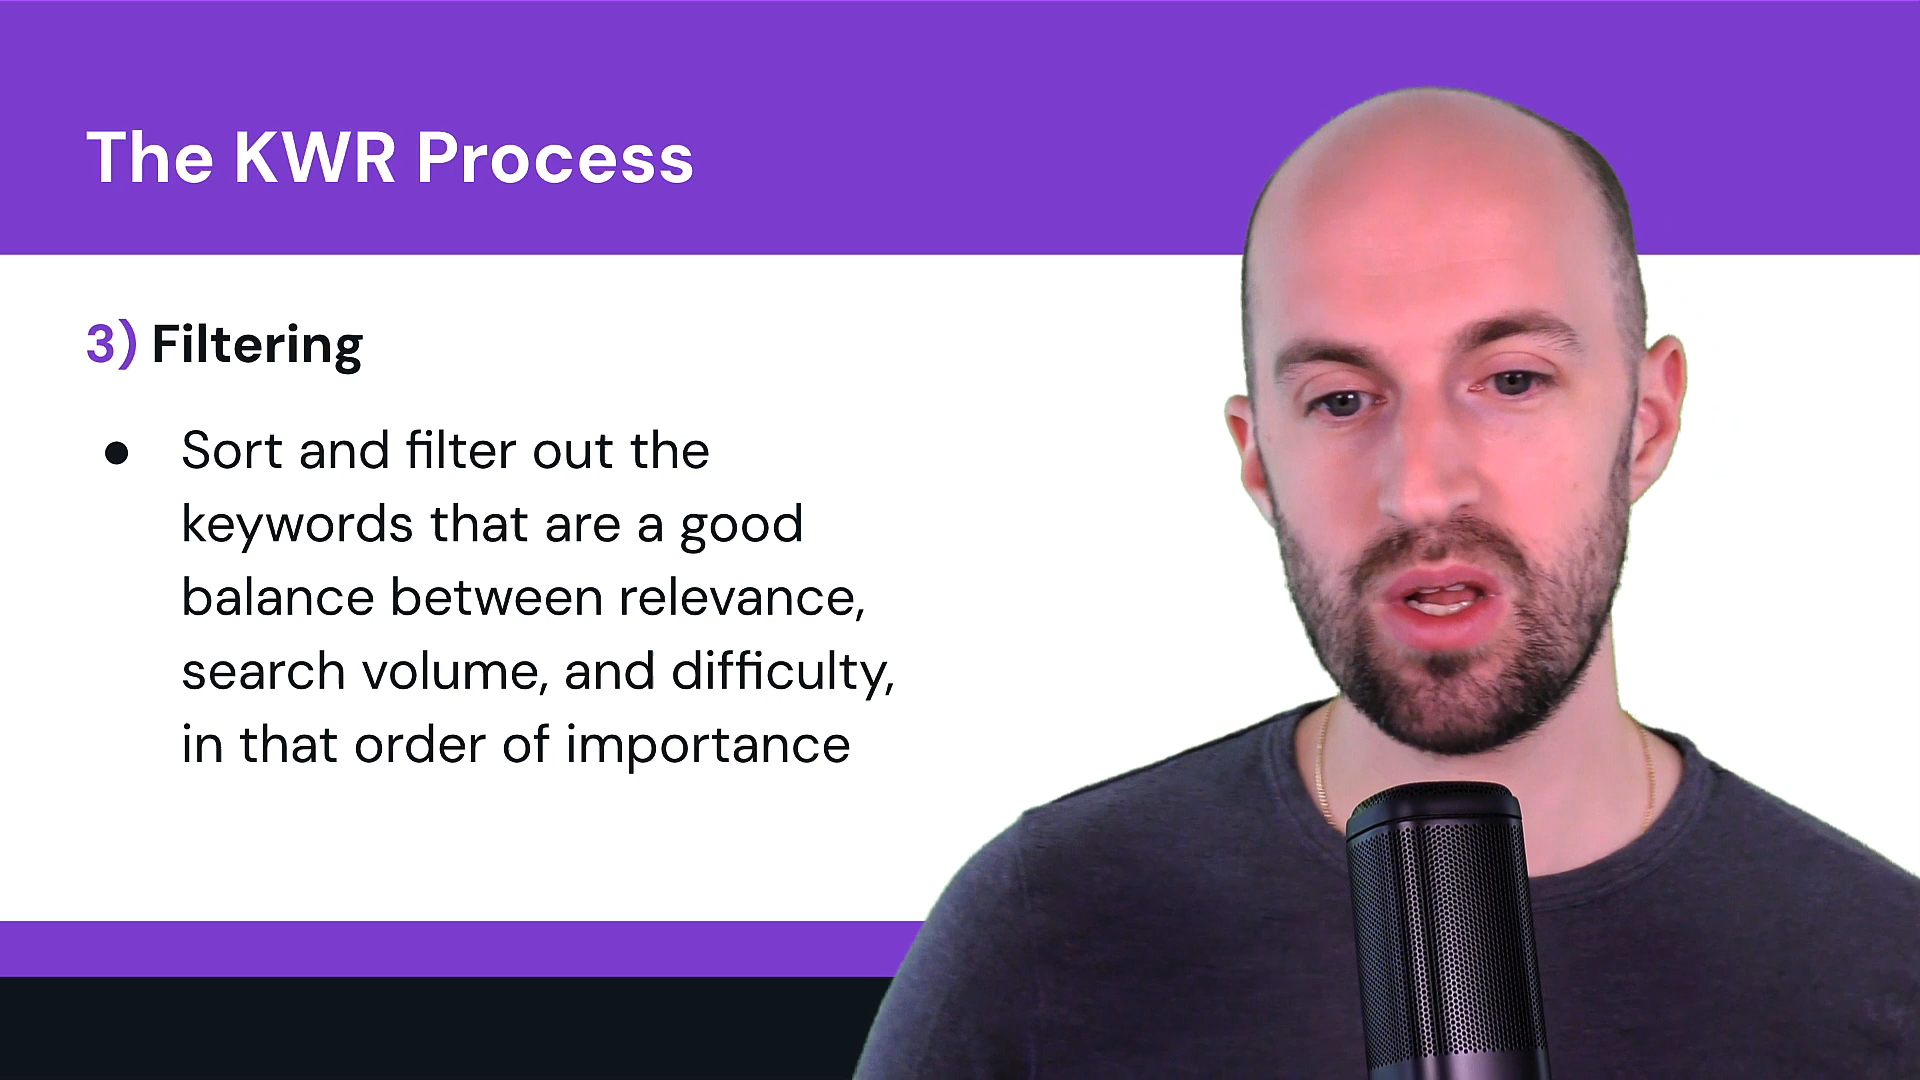 The KWR Process
3) Filtering
● Sort and filter out the
keywords that are a good
balance between relevance,
search volume, and difficulty,
in that order of importance